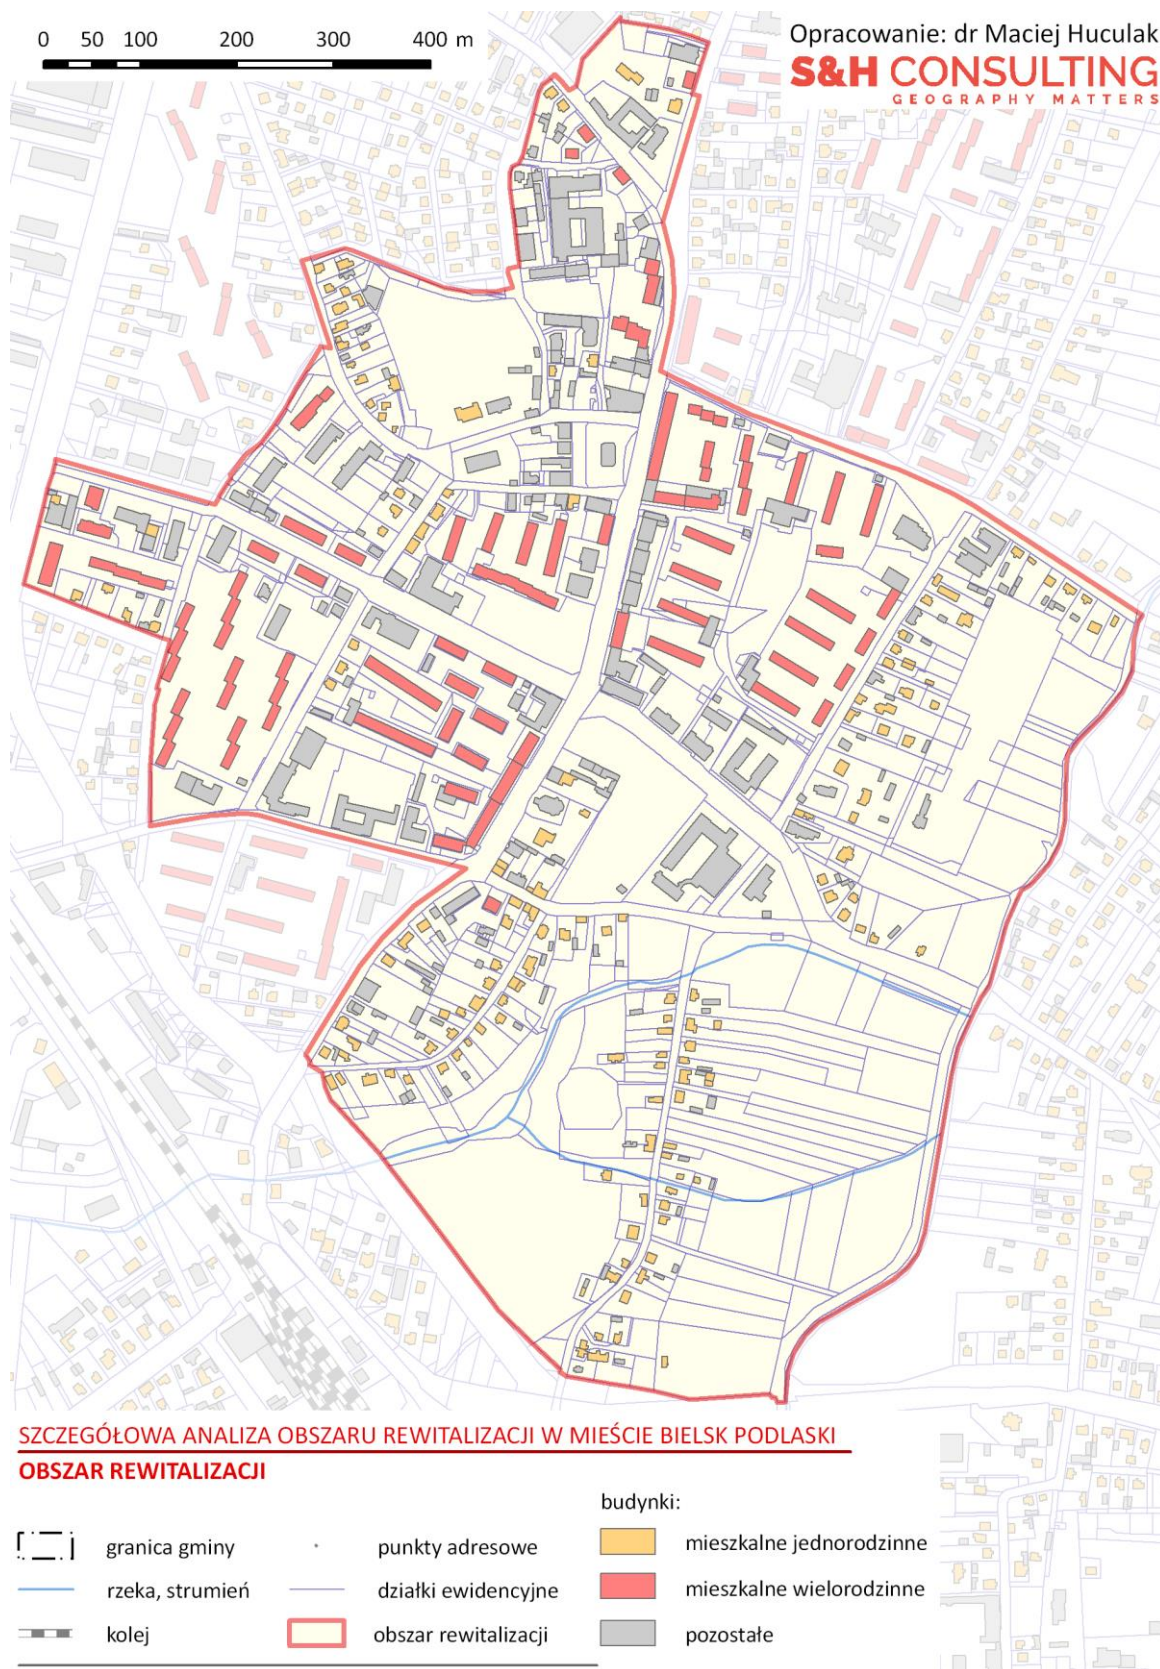 0 50 100 200 300 400 m
Opracowanie: dr Maciej Huculak
S&H CONSULTING
GEOGRAPHY MATTERS
SZCZEGÓŁOWA ANALIZA OBSZARU REWITALIZACJI W MIEŚCIE BIELSK PODLASKI
OBSZAR REWITALIZACJI
budynki:
granica gminy
punkty adresowe
mieszkalne jednorodzinne
rzeka, strumień
działki ewidencyjne
mieszkalne wielorodzinne
kolej
obszar rewitalizacji
pozostałe